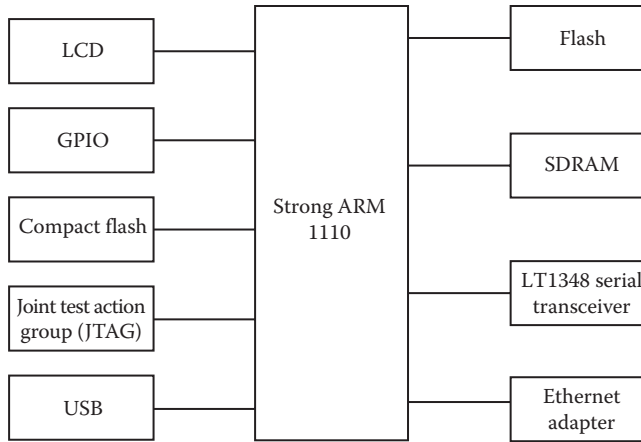 LCD
GPIO
Compact flash
Joint test action
group (JTAG)
USB
Strong ARM
1110
Flash
SDRAM
LT1348 serial
transceiver
Ethernet
adapter